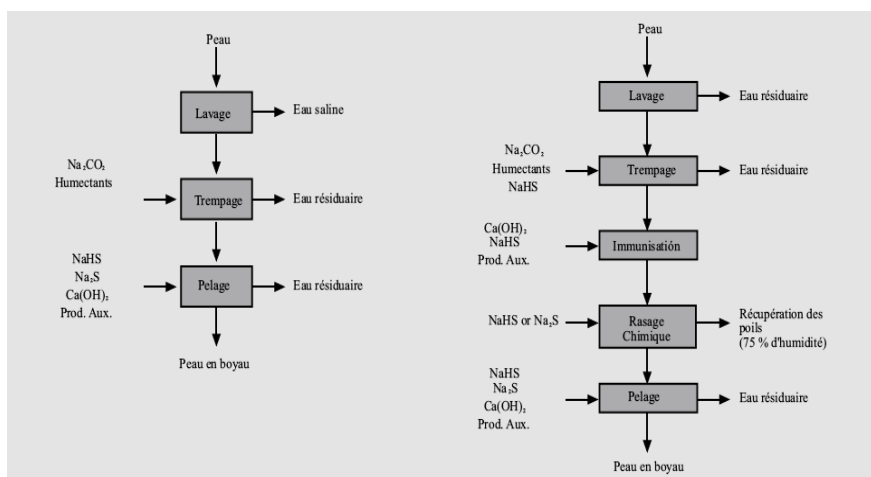 Peau
Lavage
Eau saline
Na₂CO₂
Humectants
Trempage
Eau résiduaire
NaHS
Na₂S
Ca(OH)₂
Prod. Aux.
Pelage
Eau résiduaire
Peau en boyau
Peau
Lavage
Eau résiduaire
Na₂CO₂
Humectants
NaHS
Trempage
Eau résiduaire
Ca(OH)₂
NaHS
Prod. Aux.
Immunisatión
NaHS or Na₂S
Rasage
Chimique
Récupération des
poils
(75 % d'humidité)
NaHS
Na₂S
Ca(OH)₂
Prod. Aux.
Pelage
Eau résiduaire
Peau en boyau